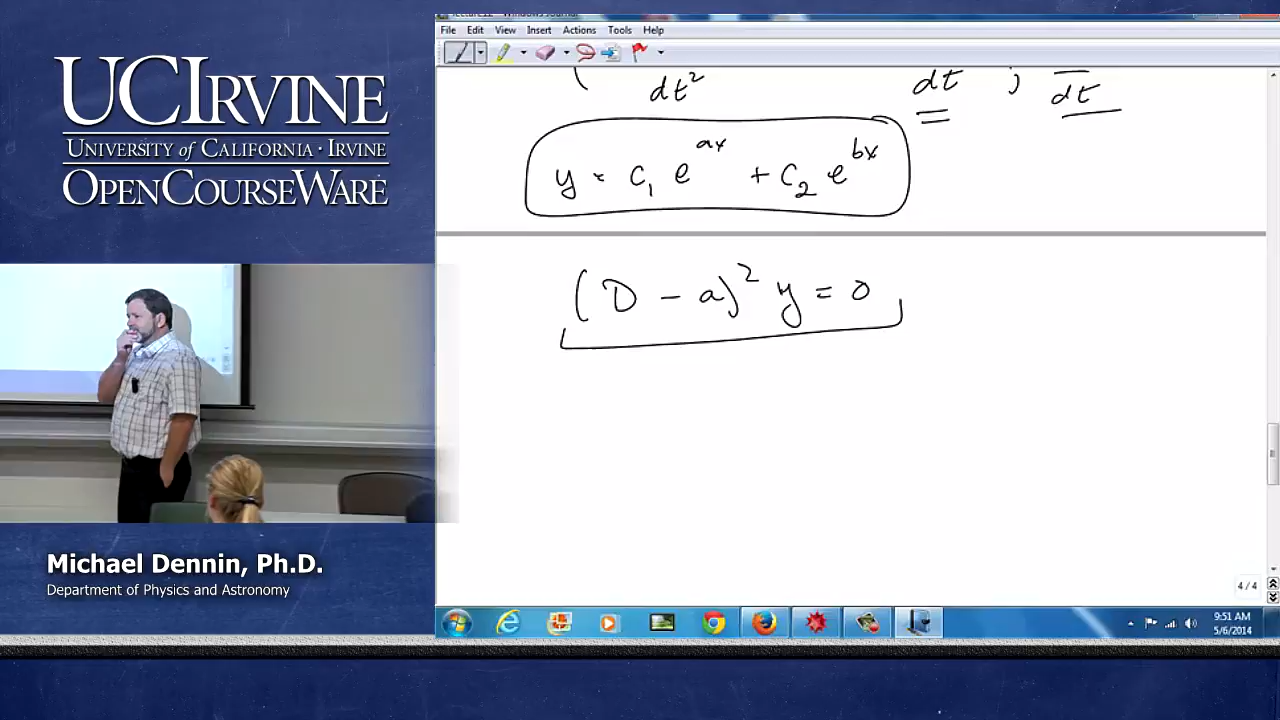 UCIRVINE
UNIVERSITY of CALIFORNIA · IRVINE
OPENCOURSEWARE
Michael Dennin, Ph.D.
Department of Physics and Astronomy
File Edit View Insert Actions Tools Help
dt² dt ; dt
y = c₁ e^{ax} + c₂ e^{bx}
(D - a)² y = 0
4 / 4
9:51 AM
5/6/2014